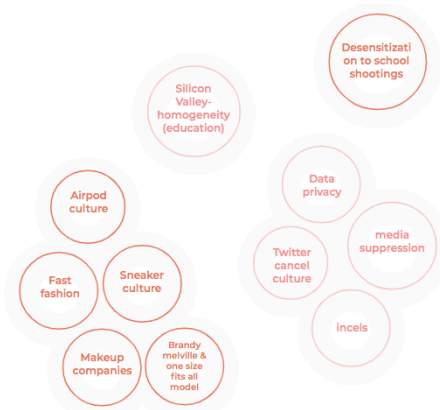 Desensitizati
on to school
shootings
Silicon
Valley-
homogeneity
(education)
Data
privacy
Airpod
culture
media
suppression
Twitter
cancel
culture
Fast
fashion
Sneaker
culture
incels
Makeup
companies
Brandy
melville &
one size
fits all
model